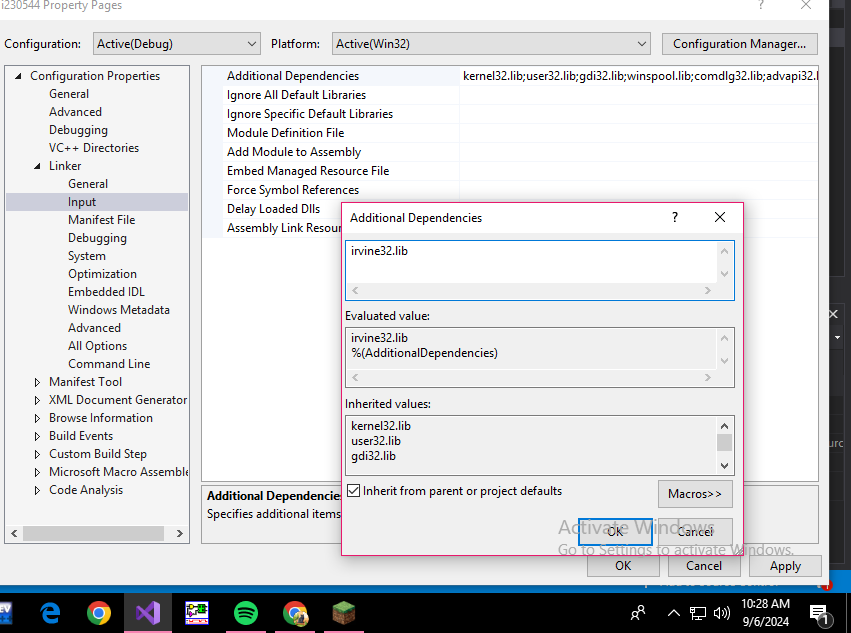 i230544 Property Pages
?
Configuration:
Active(Debug)
Platform:
Active(Win32)
Configuration Manager...
Configuration Properties
General
Advanced
Debugging
VC++ Directories
Linker
General
Input
Manifest File
Debugging
System
Optimization
Embedded IDL
Windows Metadata
Advanced
All Options
Command Line
Manifest Tool
XML Document Generator
Browse Information
Build Events
Custom Build Step
Microsoft Macro Assemble
Code Analysis
Additional Dependencies
kernel32.lib;user32.lib;gdi32.lib;winspool.lib;comdlg32.lib;advapi32.l
Ignore All Default Libraries
Ignore Specific Default Libraries
Module Definition File
Add Module to Assembly
Embed Managed Resource File
Force Symbol References
Delay Loaded Dlls
Assembly Link Resour
Additional Dependencies
?
irvine32.lib
Evaluated value:
irvine32.lib
%(AdditionalDependencies)
Inherited values:
kernel32.lib
user32.lib
gdi32.lib
Inherit from parent or project defaults
Macros>>
OK
Cancel
Additional Dependencies
Specifies additional items
Activate Windows
Go to Settings to activate Windows.
OK
Cancel
Apply
10:28 AM
9/6/2024
1